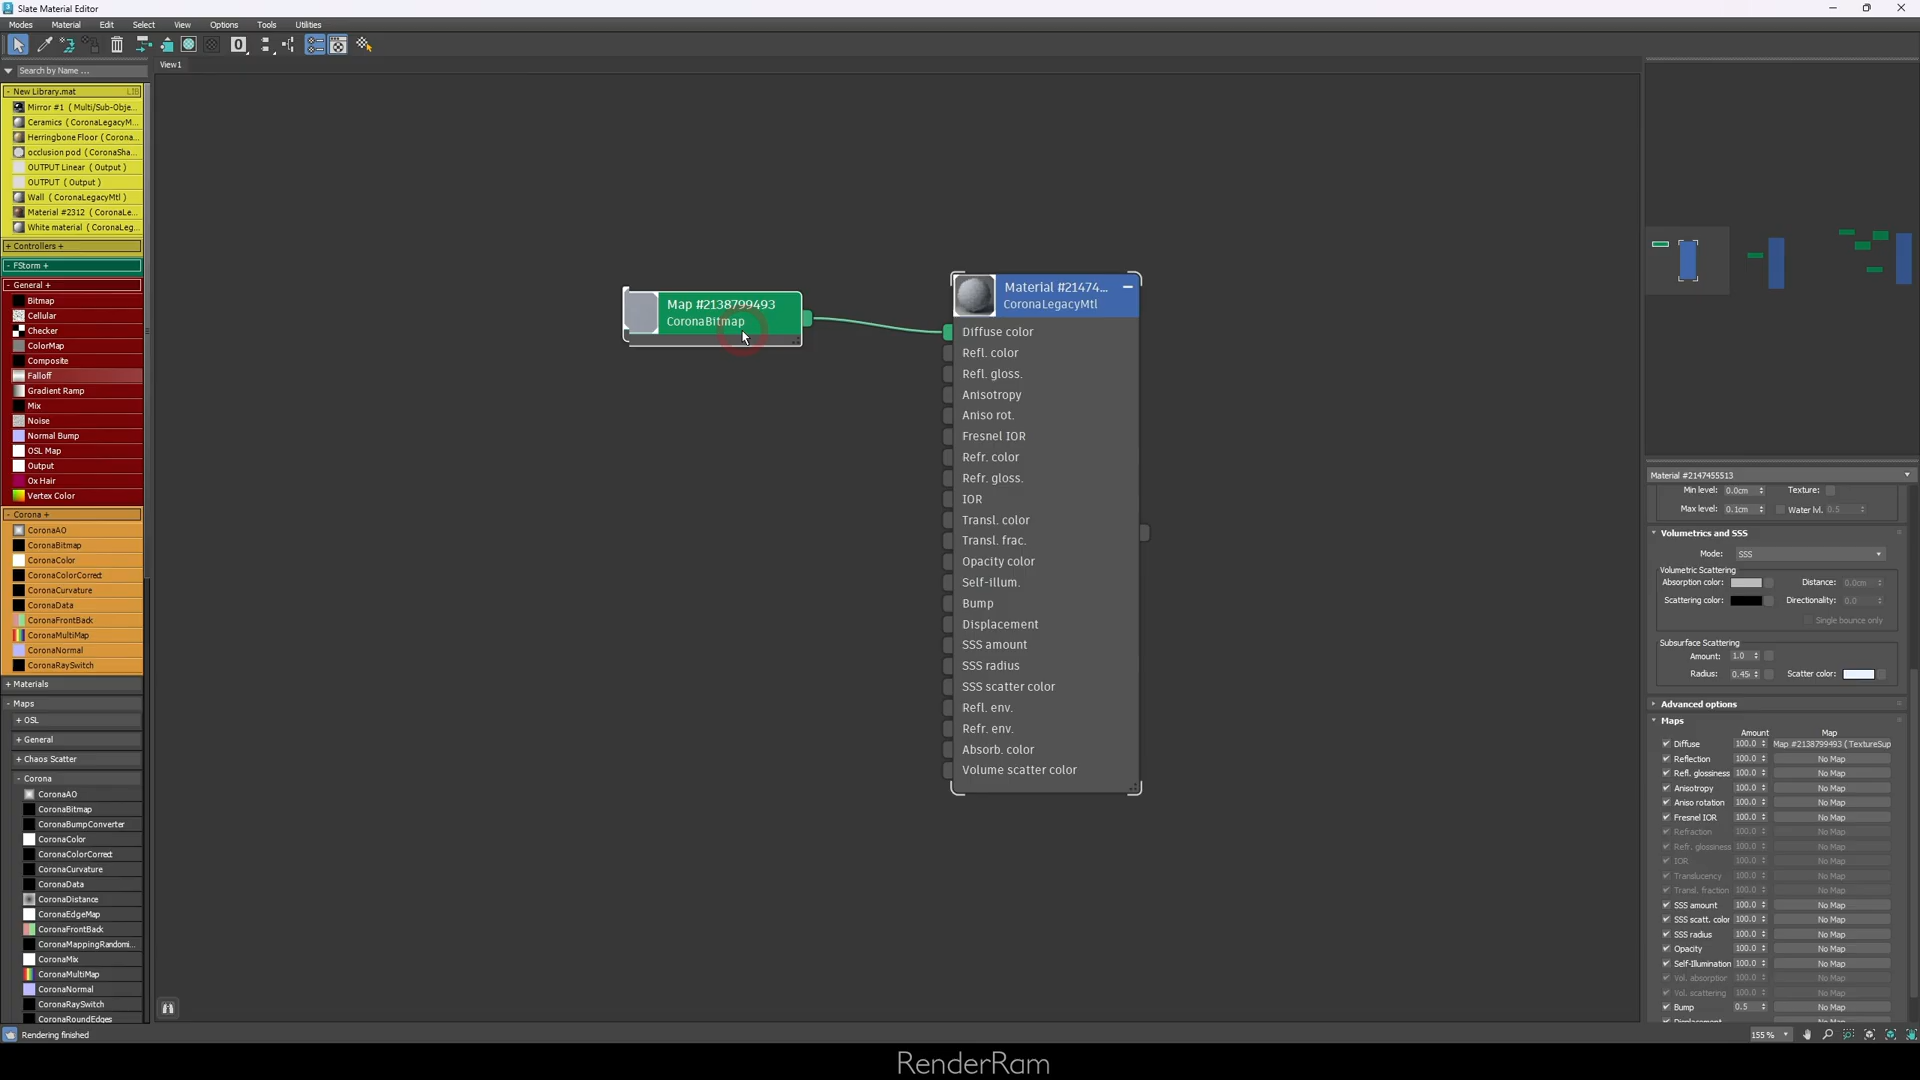 Slate Material Editor
Modes Material Edit Select View Options Tools Utilities
Search by Name ...
View1
- New Library.mat LIB
Mirror #1 ( Multi/Sub-Obje...
Ceramics ( CoronaLegacyM...
Herringbone Floor ( Corona...
occlusion pod ( CoronaSha...
OUTPUT Linear ( Output )
OUTPUT ( Output )
Wall ( CoronaLegacyMtl )
Material #2312 ( CoronaLe...
White material ( CoronaLeg...
+ Controllers +
- FStorm +
- General +
Bitmap
Cellular
Checker
ColorMap
Composite
Falloff
Gradient Ramp
Mix
Noise
Normal Bump
OSL Map
Output
Ox Hair
Vertex Color
- Corona +
CoronaAO
CoronaBitmap
CoronaColor
CoronaColorCorrect
CoronaCurvature
CoronaData
CoronaFrontBack
CoronaMultiMap
CoronaNormal
CoronaRaySwitch
+ Materials
- Maps
+ OSL
+ General
+ Chaos Scatter
- Corona
CoronaAO
CoronaBitmap
CoronaBumpConverter
CoronaColor
CoronaColorCorrect
CoronaCurvature
CoronaData
CoronaDistance
CoronaEdgeMap
CoronaFrontBack
CoronaMappingRandomi...
CoronaMix
CoronaMultiMap
CoronaNormal
CoronaRaySwitch
CoronaRoundEdges
Map #2138799493
CoronaBitmap
Material #21474...
CoronaLegacyMtl
Diffuse color
Refl. color
Refl. gloss.
Anisotropy
Aniso rot.
Fresnel IOR
Refr. color
Refr. gloss.
IOR
Transl. color
Transl. frac.
Opacity color
Self-illum.
Bump
Displacement
SSS amount
SSS radius
SSS scatter color
Refl. env.
Refr. env.
Absorb. color
Volume scatter color
Material #2147455513
Min level: 0.0cm Texture:
Max level: 0.1cm Water lvl. 0.5
Volumetrics and SSS
Mode: SSS
Volumetric Scattering
Absorption color: Distance: 0.0cm
Scattering color: Directionality: 0.0
Single bounce only
Subsurface Scattering
Amount: 1.0
Radius: 0.45 Scatter color:
Advanced options
Maps
Amount Map
Diffuse 100.0 Map #2138799493 ( TextureSup
Reflection 100.0 No Map
Refl. glossiness 100.0 No Map
Anisotropy 100.0 No Map
Aniso rotation 100.0 No Map
Fresnel IOR 100.0 No Map
Refraction 100.0 No Map
Refr. glossiness 100.0 No Map
IOR 100.0 No Map
Translucency 100.0 No Map
Transl. fraction 100.0 No Map
SSS amount 100.0 No Map
SSS scatt. color 100.0 No Map
SSS radius 100.0 No Map
Opacity 100.0 No Map
Self-Illumination 100.0 No Map
Vol. absorption 100.0 No Map
Vol. scattering 100.0 No Map
Bump 0.5 No Map
Rendering finished
155 %
RenderRam